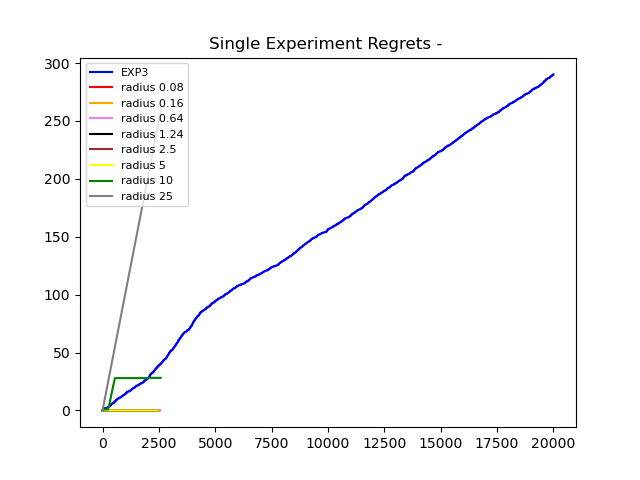 Single Experiment Regrets -
300
250
200
150
100
50
0
EXP3
radius 0.08
radius 0.16
radius 0.64
radius 1.24
radius 2.5
radius 5
radius 10
radius 25
0 2500 5000 7500 10000 12500 15000 17500 20000